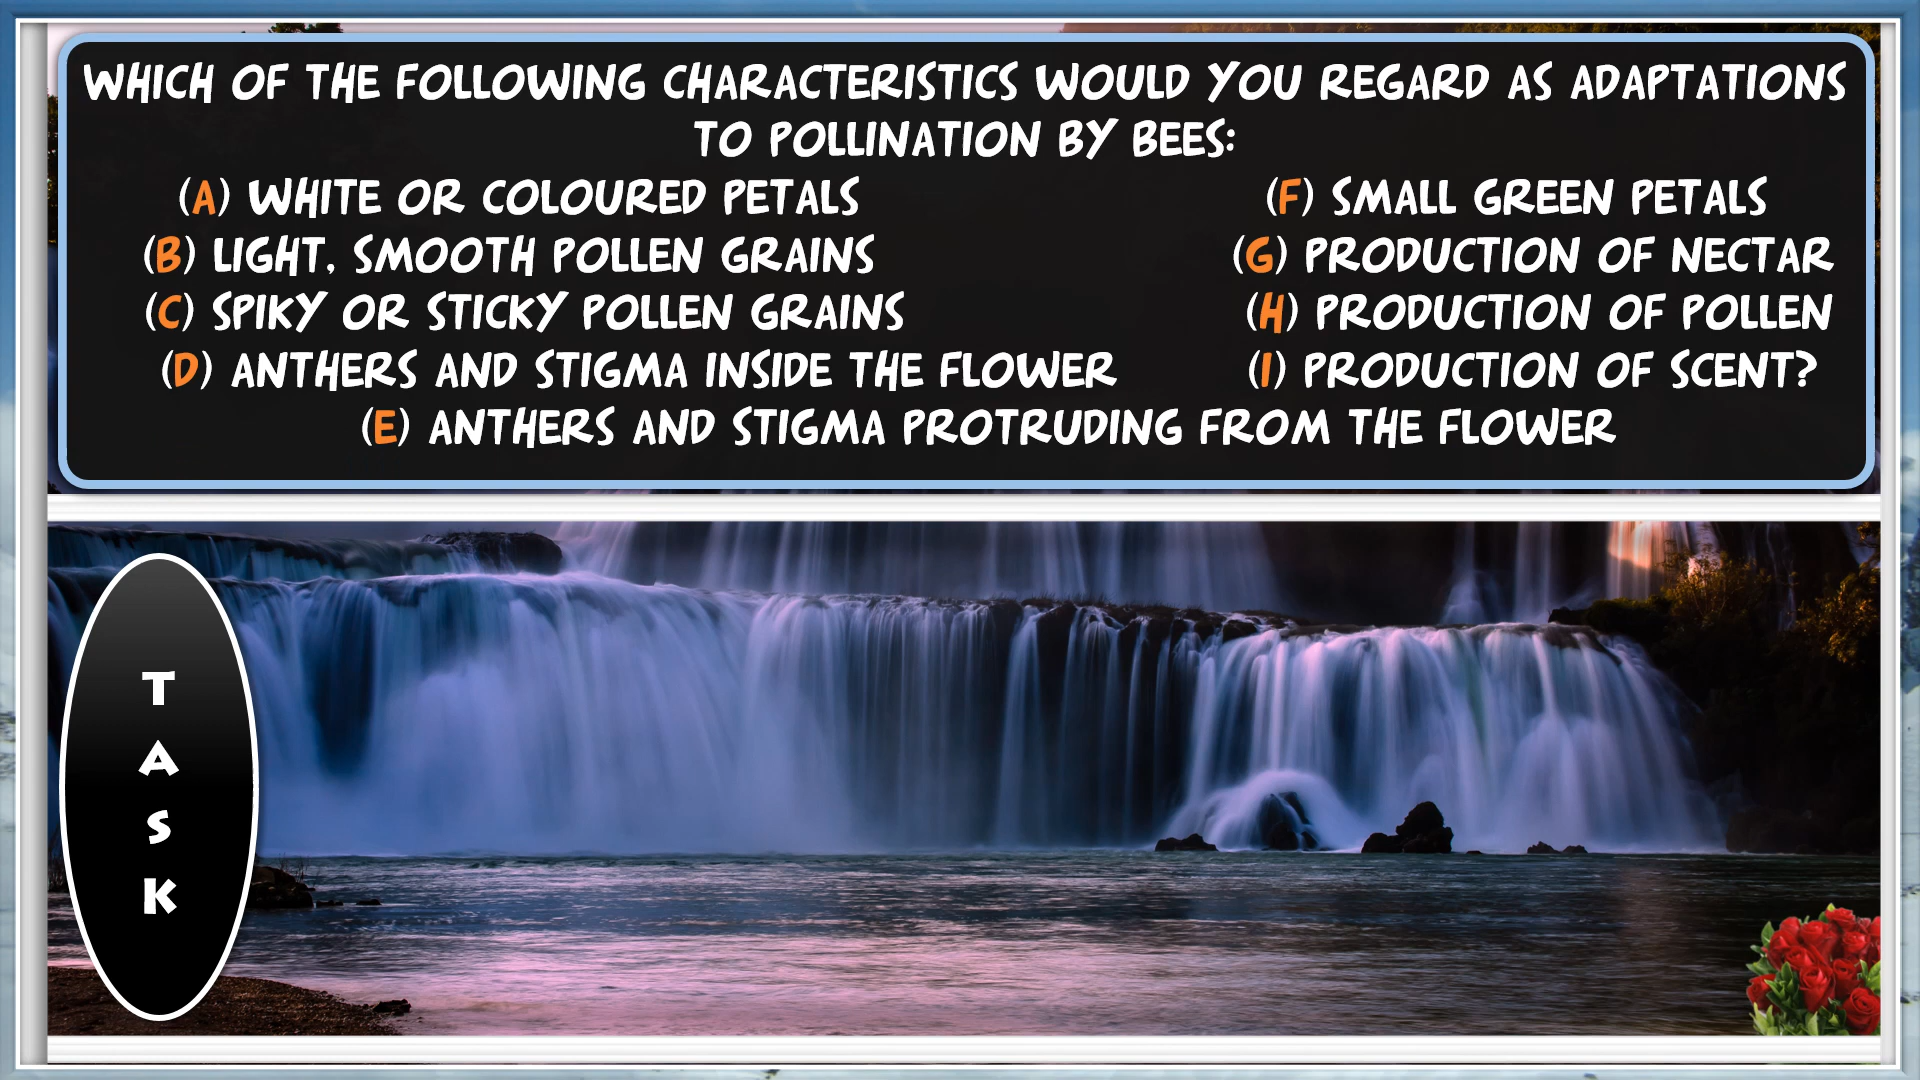 WHICH OF THE FOLLOWING CHARACTERISTICS WOULD YOU REGARD AS ADAPTATIONS
TO POLLINATION BY BEES:
(A) WHITE OR COLOURED PETALS
(F) SMALL GREEN PETALS
(B) LIGHT, SMOOTH POLLEN GRAINS
(G) PRODUCTION OF NECTAR
(C) SPIKY OR STICKY POLLEN GRAINS
(H) PRODUCTION OF POLLEN
(D) ANTHERS AND STIGMA INSIDE THE FLOWER
(I) PRODUCTION OF SCENT?
(E) ANTHERS AND STIGMA PROTRUDING FROM THE FLOWER
TASK